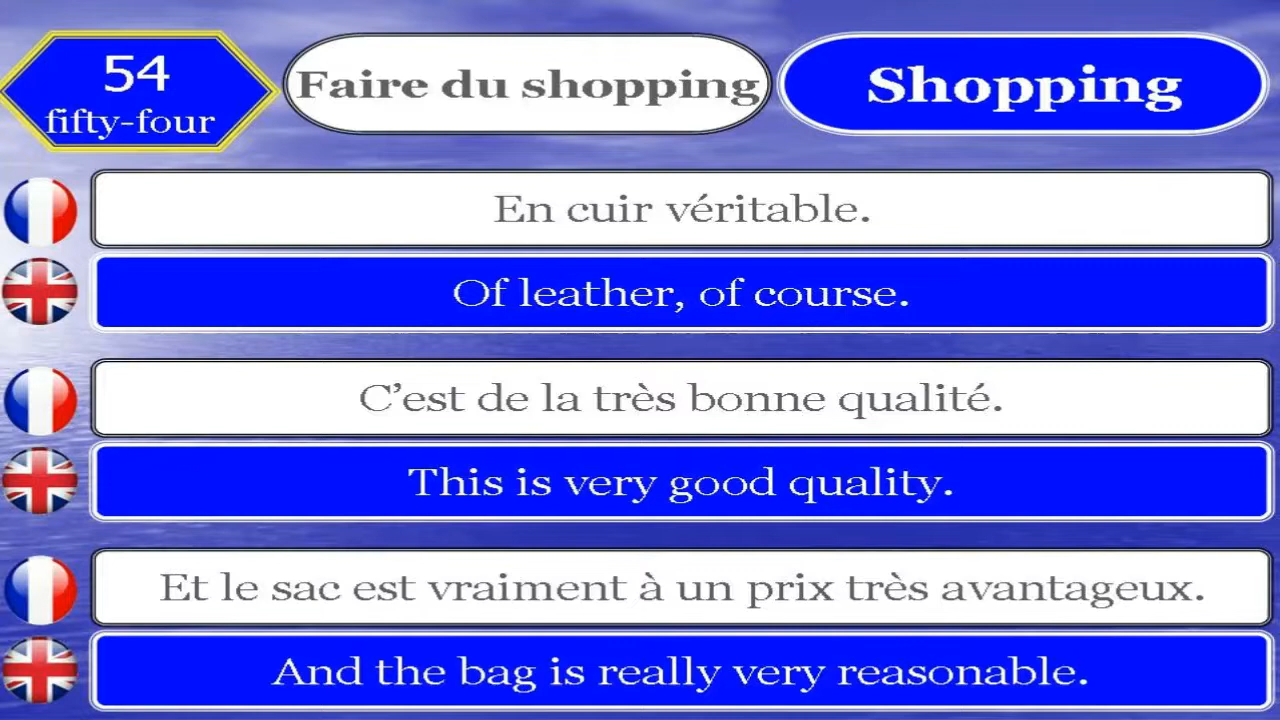 54
fifty-four
Faire du shopping
Shopping
En cuir véritable.
Of leather, of course.
C’est de la très bonne qualité.
This is very good quality.
Et le sac est vraiment à un prix très avantageux.
And the bag is really very reasonable.